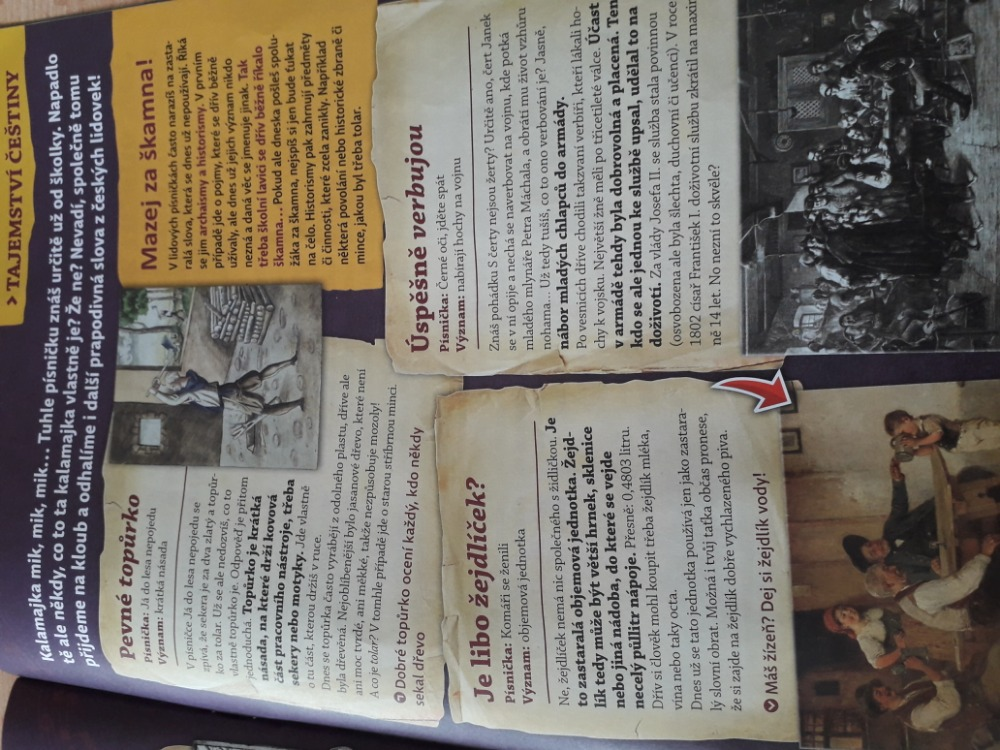 > TAJEMSTVÍ ČEŠTINY
Kalamajka mik, mik, mik… Tuhle písničku znáš určitě už od školky. Napadlo
tě ale někdy, co to ta kalamajka vlastně je? Že ne? Nevadí, společně tomu
přijdeme na kloub a odhalíme i další prapodivná slova z českých lidovek!
Pevné topůrko
Písnička: Já do lesa nepojedu
Význam: krátká násada
V písničce Já do lesa nepojedu se
zpívá, že sekera je za dva zlatý a topůr-
ko za tolar. Už se ale nedozvíš, co to
vlastně topůrko je. Odpověď je přitom
jednoduchá. Topůrko je krátká
násada, na které drží kovová
část pracovního nástroje, třeba
sekery nebo motyky. Jde vlastně
o tu část, kterou držíš v ruce.
Dnes se topůrka často vyrábějí z odolného plastu, dříve ale
byla dřevěná. Nejoblíbenější bylo jasanové dřevo, které není
ani moc tvrdé, ani měkké, takže nezpůsobuje mozoly!
A co je tolar? V tomhle případě jde o starou stříbrnou minci.
Dobré topůrko ocení každý, kdo někdy
sekal dřevo
Mazej za škamna!
V lidových písničkách často narazíš na zasta-
ralá slova, která se dnes už nepoužívají. Říká
se jim archaismy a historismy. V prvním
případě jde o pojmy, které se dřív běžně
užívaly, ale dnes už jejich význam nikdo
nezná a daná věc se jmenuje jinak. Tak
třeba školní lavici se dřív běžně říkalo
škamna… Pokud ale dneska pošleš spolu-
žáka za škamna, nejspíš si jen bude ťukat
na čelo. Historismy pak zahrnují předměty
či činnosti, které zcela zanikly. Například
některá povolání nebo historické zbraně či
mince, jakou byl třeba tolar.
Je libo žejdlíček?
Písnička: Komáři se ženili
Význam: objemová jednotka
Ne, žejdlíček nemá nic společného s židličkou. Je
to zastaralá objemová jednotka. Žejd-
lík tedy může být větší hrnek, sklenice
nebo jiná nádoba, do které se vejde
necelý půllitr nápoje. Přesně: 0,4803 litru.
Dřív si člověk mohl koupit třeba žejdlík mléka,
vína nebo taky octa.
Dnes už se tato jednotka používá jen jako zastara-
lý slovní obrat. Možná i tvůj taťka občas pronese,
že si zajde na žejdlík dobře vychlazeného piva.
Máš žízeň? Dej si žejdlík vody!
Úspěšně verbujou
Písnička: Černé oči, jděte spát
Význam: nabírají hochy na vojnu
Znáš pohádku S čerty nejsou žerty? Určitě ano, čert Janek
se v ní opije a nechá se naverbovat na vojnu, kde potká
mladého mlynáře Petra Máchala, a obrátí mu život vzhůru
nohama… Už tedy tušíš, co to ono verbování je? Jasně,
nábor mladých chlapců do armády.
Po vesnicích dříve chodili takzvaní verbíři, kteří lákali ho-
chy k vojsku. Největší žně měli po třicetileté válce. Účast
v armádě tehdy byla dobrovolná a placená. Ten
kdo se ale jednou ke službě upsal, udělal to na
doživotí. Za vlády Josefa II. se služba stala povinnou
(osvobozena ale byla šlechta, duchovní či učenci). V roce
1802 císař František I. doživotní službu zkrátil na maxim
ně 14 let. No nezní to skvěle?